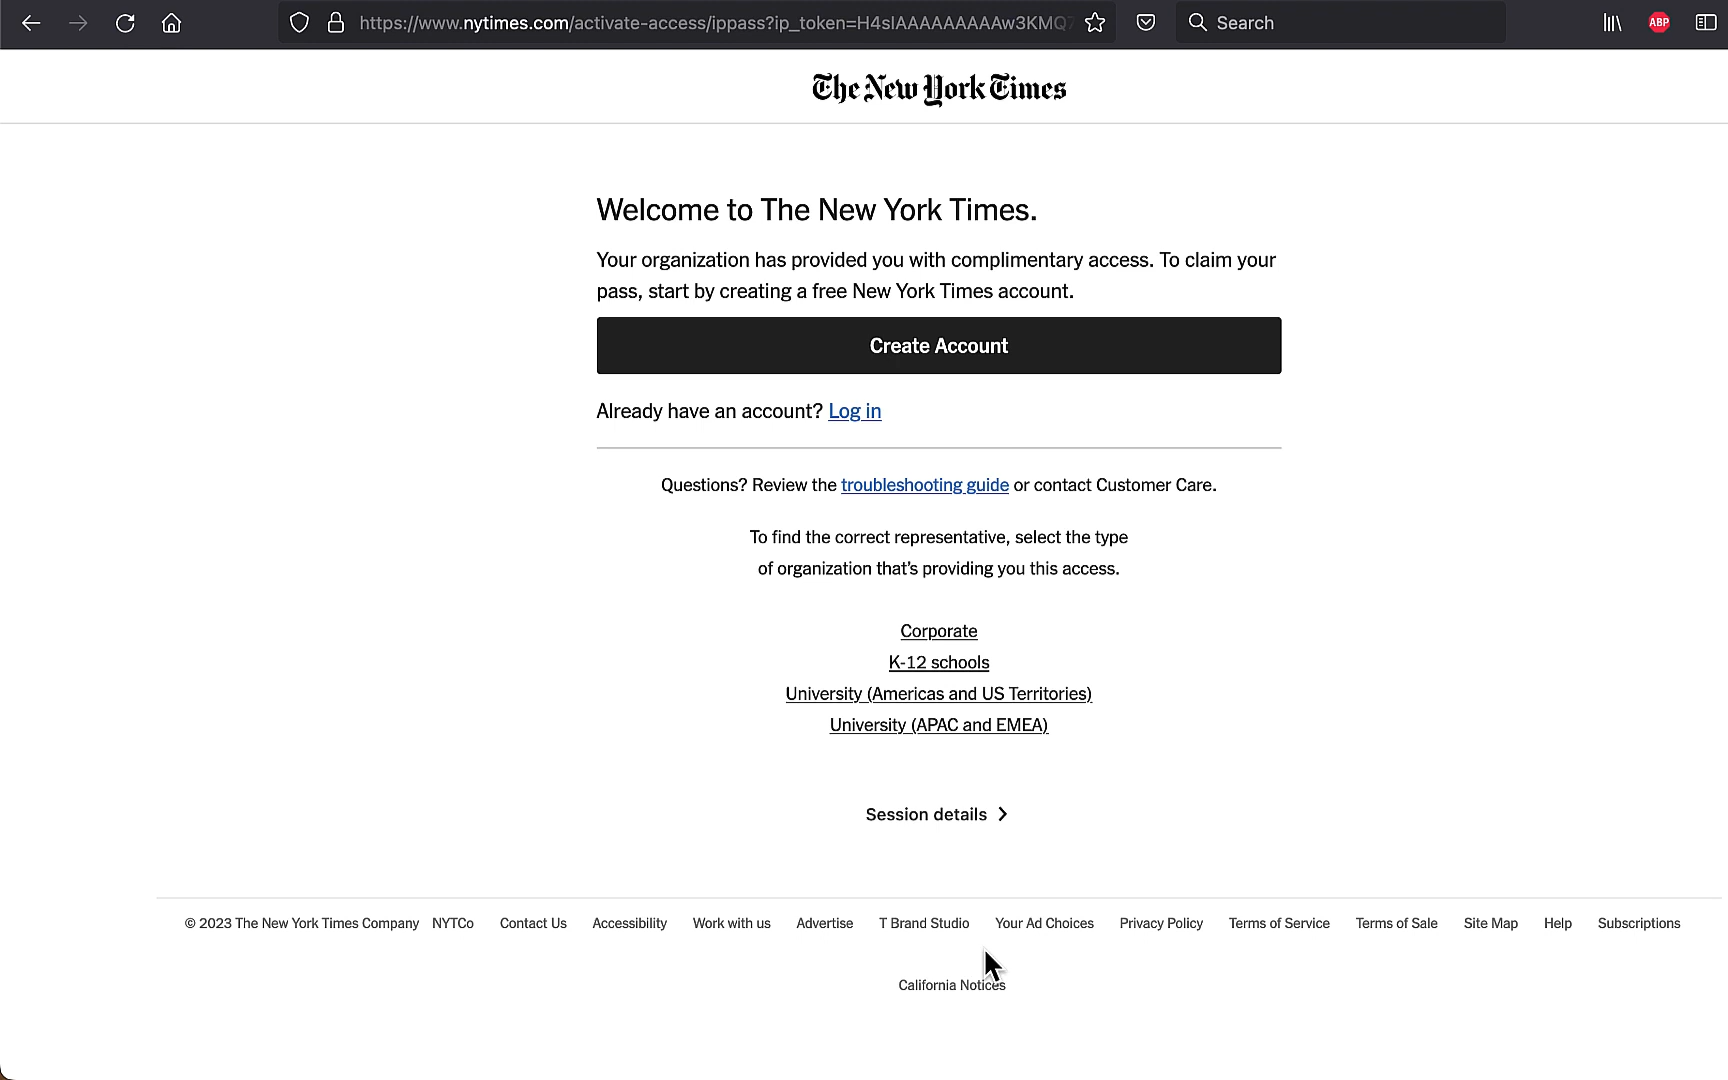 https://www.nytimes.com/activate-access/ippass?ip_token=H4sIAAAAAAAAAw3KMQ
Search
ABP
The New York Times
Welcome to The New York Times.
Your organization has provided you with complimentary access. To claim your
pass, start by creating a free New York Times account.
Create Account
Already have an account? Log in
Questions? Review the troubleshooting guide or contact Customer Care.
To find the correct representative, select the type
of organization that's providing you this access.
Corporate
K-12 schools
University (Americas and US Territories)
University (APAC and EMEA)
Session details
© 2023 The New York Times Company NYTCo Contact Us Accessibility Work with us Advertise T Brand Studio Your Ad Choices Privacy Policy Terms of Service Terms of Sale Site Map Help Subscriptions
California Notices